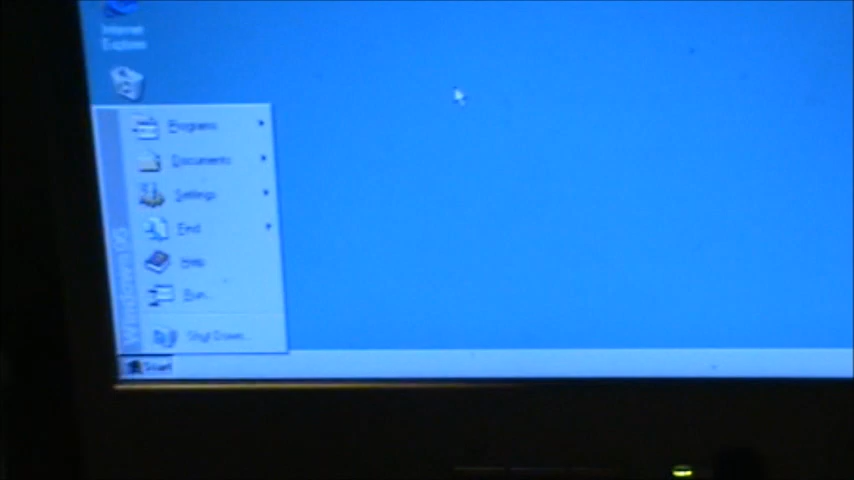 Internet
Explorer
Programs
Documents
Settings
Find
Help
Run...
Shut Down...
Windows 95
Start